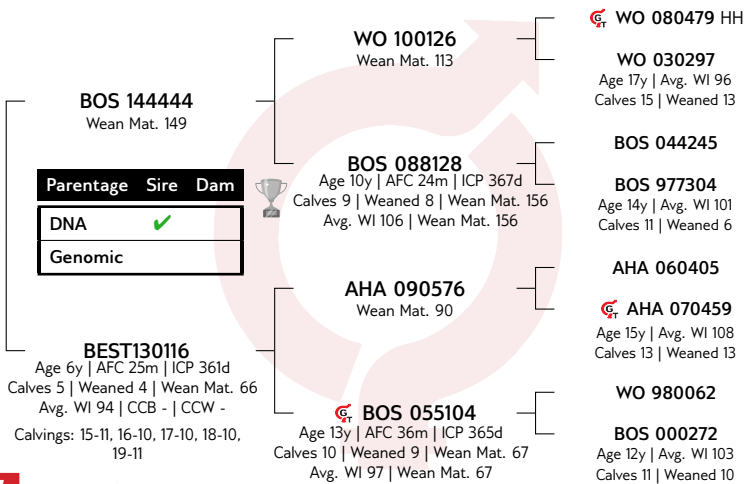 BOS 144444
Wean Mat. 149
Parentage Sire Dam
DNA ✔
Genomic
BEST130116
Age 6y | AFC 25m | ICP 361d
Calves 5 | Weaned 4 | Wean Mat. 66
Avg. WI 94 | CCB - | CCW -
Calvings: 15-11, 16-10, 17-10, 18-10,
19-11
WO 100126
Wean Mat. 113
BOS 088128
Age 10y | AFC 24m | ICP 367d
Calves 9 | Weaned 8 | Wean Mat. 156
Avg. WI 106 | Wean Mat. 156
AHA 090576
Wean Mat. 90
GT BOS 055104
Age 13y | AFC 36m | ICP 365d
Calves 10 | Weaned 9 | Wean Mat. 67
Avg. WI 97 | Wean Mat. 67
GT WO 080479 HH
WO 030297
Age 17y | Avg. WI 96
Calves 15 | Weaned 13
BOS 044245
BOS 977304
Age 14y | Avg. WI 101
Calves 11 | Weaned 6
AHA 060405
GT AHA 070459
Age 15y | Avg. WI 108
Calves 13 | Weaned 13
WO 980062
BOS 000272
Age 12y | Avg. WI 103
Calves 11 | Weaned 10